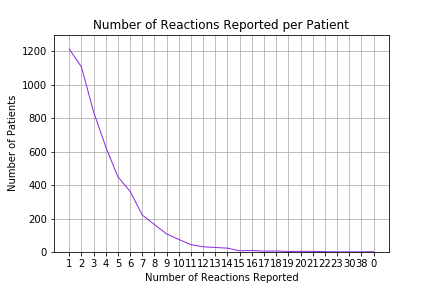 Number of Reactions Reported per Patient
1200
1000
800
600
400
200
0
Number of Patients
1 2 3 4 5 6 7 8 9 10 11 12 13 14 15 16 17 18 19 20 21 22 23 30 38 0
Number of Reactions Reported